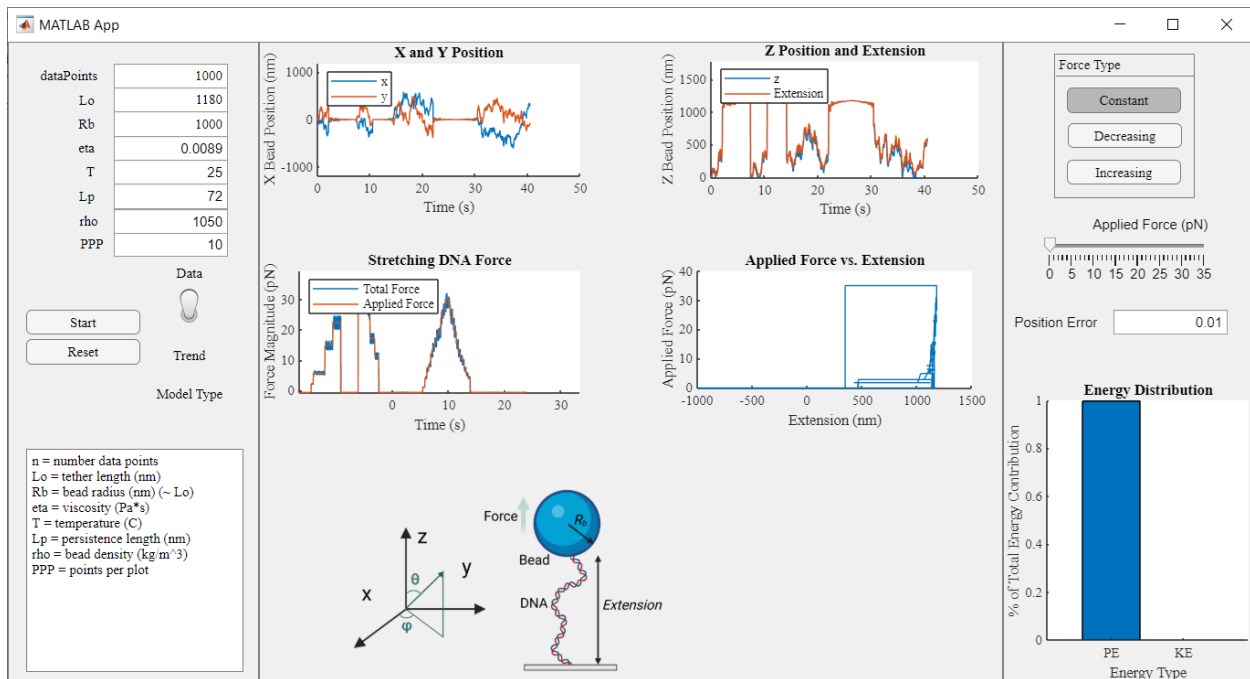 MATLAB App
dataPoints 1000
Lo 1180
Rb 1000
eta 0.0089
T 25
Lp 72
rho 1050
PPP 10
Data
Start
Reset
Trend
Model Type
n = number data points
Lo = tether length (nm)
Rb = bead radius (nm) (~ Lo)
eta = viscosity (Pa*s)
T = temperature (C)
Lp = persistence length (nm)
rho = bead density (kg/m^3)
PPP = points per plot
X and Y Position
X Bead Position (nm)
1000
0
-1000
x
y
0 10 20 30 40 50
Time (s)
Z Position and Extension
Z Bead Position (nm)
1500
1000
500
0
z
Extension
0 10 20 30 40 50
Time (s)
Stretching DNA Force
Force Magnitude (pN)
30
20
10
0
Total Force
Applied Force
0 10 20 30
Time (s)
Applied Force vs. Extension
Applied Force (pN)
40
30
20
10
0
-1000 -500 0 500 1000 1500
Extension (nm)
z
y
x
θ
φ
Force
Rb
Bead
DNA
Extension
Force Type
Constant
Decreasing
Increasing
Applied Force (pN)
0 5 10 15 20 25 30 35
Position Error 0.01
Energy Distribution
% of Total Energy Contribution
1
0.8
0.6
0.4
0.2
0
PE KE
Energy Type